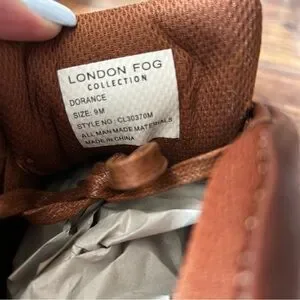 LONDON FOG
COLLECTION
DORANCE
SIZE: 9M
STYLE NO: CL30370M
ALL MAN MADE MATERIALS
MADE IN CHINA